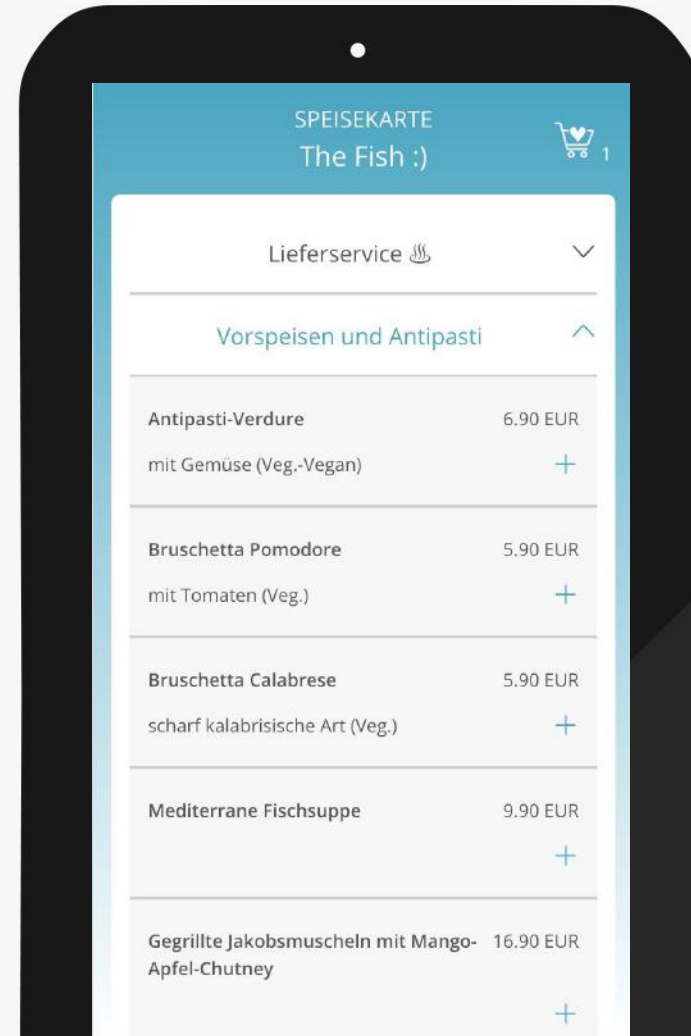 SPEISEKARTE
The Fish :)
1
Lieferservice ♨
Vorspeisen und Antipasti
Antipasti-Verdure 6.90 EUR
mit Gemüse (Veg.-Vegan) +
Bruschetta Pomodore 5.90 EUR
mit Tomaten (Veg.) +
Bruschetta Calabrese 5.90 EUR
scharf kalabrisische Art (Veg.) +
Mediterrane Fischsuppe 9.90 EUR
+
Gegrillte Jakobsmuscheln mit Mango- 16.90 EUR
Apfel-Chutney
+